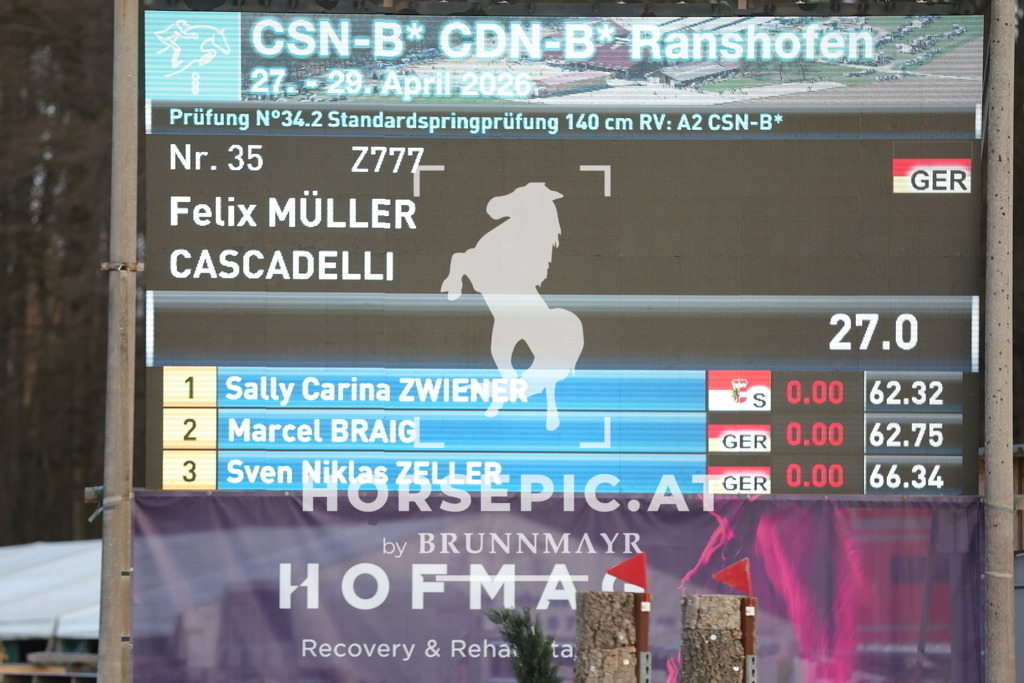 CSN-B* CDN-B* Ranshofen
27. - 29. April 2026
Prüfung N°34.2 Standardspringprüfung 140 cm RV: A2 CSN-B*
Nr. 35 Z777 GER
Felix MÜLLER
CASCADELLI
27.0
1 Sally Carina ZWIENER S 0.00 62.32
2 Marcel BRAIG GER 0.00 62.75
3 Sven Niklas ZELLER GER 0.00 66.34
HORSEPIC.AT
by BRUNNMAYR
Recovery &